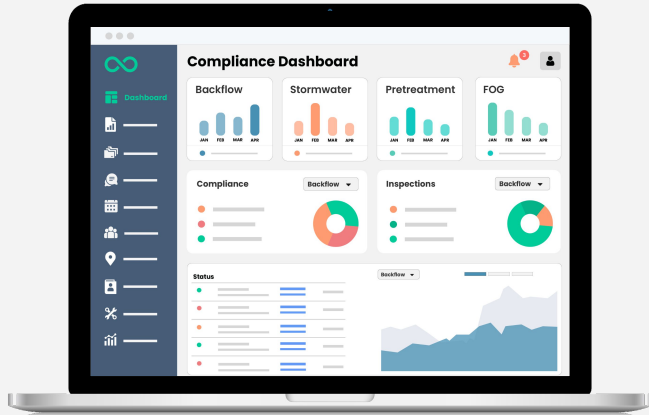 Compliance Dashboard
3
Dashboard
Backflow
JAN FEB MAR APR
Stormwater
JAN FEB MAR APR
Pretreatment
JAN FEB MAR APR
FOG
JAN FEB MAR APR
Compliance
Backflow
Inspections
Backflow
Status
Backflow